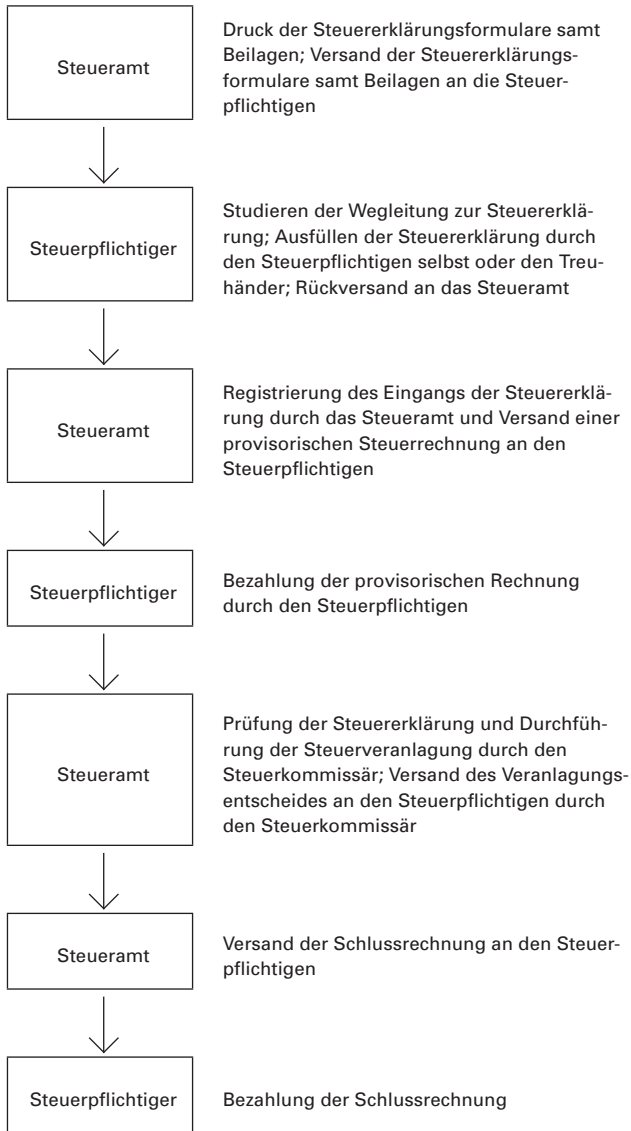 Steueramt
Druck der Steuererklärungsformulare samt
Beilagen; Versand der Steuererklärungs-
formulare samt Beilagen an die Steuer-
pflichtigen
Steuerpflichtiger
Studieren der Wegleitung zur Steuererklä-
rung; Ausfüllen der Steuererklärung durch
den Steuerpflichtigen selbst oder den Treu-
händer; Rückversand an das Steueramt
Steueramt
Registrierung des Eingangs der Steuererklä-
rung durch das Steueramt und Versand einer
provisorischen Steuerrechnung an den
Steuerpflichtigen
Steuerpflichtiger
Bezahlung der provisorischen Rechnung
durch den Steuerpflichtigen
Steueramt
Prüfung der Steuererklärung und Durchfüh-
rung der Steuerveranlagung durch den
Steuerkommissär; Versand des Veranlagungs-
entscheides an den Steuerpflichtigen durch
den Steuerkommissär
Steueramt
Versand der Schlussrechnung an den Steuer-
pflichtigen
Steuerpflichtiger
Bezahlung der Schlussrechnung